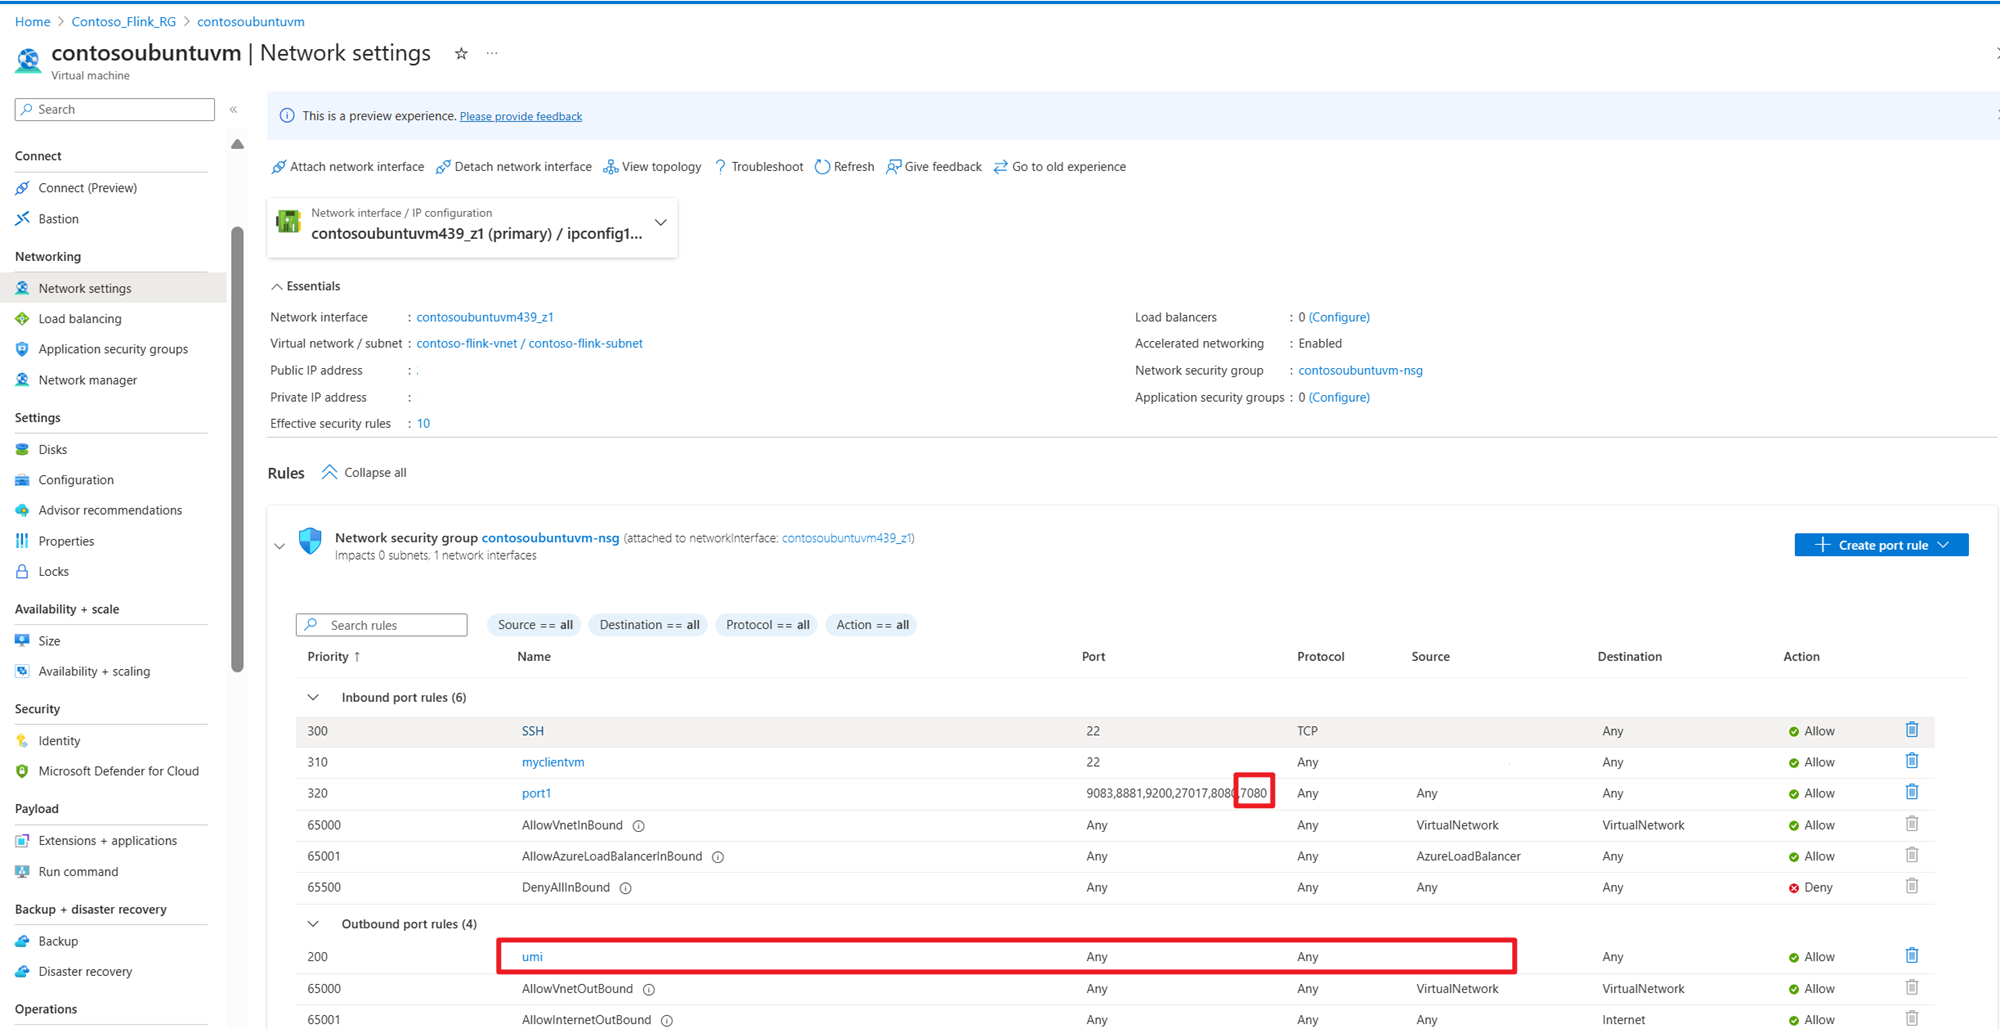 Home > Contoso_Flink_RG > contosoubuntuvm
contosoubuntuvm | Network settings
Virtual machine
Search
Connect
Connect (Preview)
Bastion
Networking
Network settings
Load balancing
Application security groups
Network manager
Settings
Disks
Configuration
Advisor recommendations
Properties
Locks
Availability + scale
Size
Availability + scaling
Security
Identity
Microsoft Defender for Cloud
Payload
Extensions + applications
Run command
Backup + disaster recovery
Backup
Disaster recovery
Operations
This is a preview experience. Please provide feedback
Attach network interface Detach network interface View topology Troubleshoot Refresh Give feedback Go to old experience
Network interface / IP configuration
contosoubuntuvm439_z1 (primary) / ipconfig1...
Essentials
Network interface : contosoubuntuvm439_z1
Virtual network / subnet : contoso-flink-vnet / contoso-flink-subnet
Public IP address :
Private IP address :
Effective security rules : 10
Load balancers : 0 (Configure)
Accelerated networking : Enabled
Network security group : contosoubuntuvm-nsg
Application security groups : 0 (Configure)
Rules Collapse all
Network security group contosoubuntuvm-nsg (attached to networkInterface: contosoubuntuvm439_z1)
Impacts 0 subnets, 1 network interfaces
Create port rule
Search rules Source == all Destination == all Protocol == all Action == all
Priority ↑ Name Port Protocol Source Destination Action
Inbound port rules (6)
300 SSH 22 TCP Any Allow
310 myclientvm 22 Any Any Allow
320 port1 9083,8881,9200,27017,8080,7080 Any Any Any Allow
65000 AllowVnetInBound Any Any VirtualNetwork VirtualNetwork Allow
65001 AllowAzureLoadBalancerInBound Any Any AzureLoadBalancer Any Allow
65500 DenyAllInBound Any Any Any Any Deny
Outbound port rules (4)
200 umi Any Any Any Allow
65000 AllowVnetOutBound Any Any VirtualNetwork VirtualNetwork Allow
65001 AllowInternetOutBound Any Any Any Internet Allow